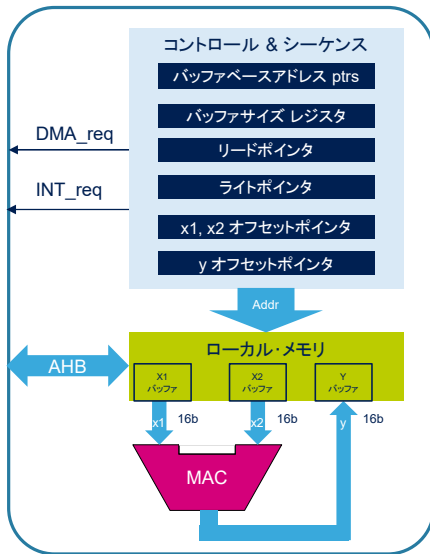 コントロール & シーケンス
バッファベースアドレス ptrs
バッファサイズ レジスタ
リードポインタ
ライトポインタ
x1, x2 オフセットポインタ
y オフセットポインタ
DMA_req
INT_req
Addr
ローカル・メモリ
AHB
X1
バッファ
X2
バッファ
Y
バッファ
x1
16b
x2
16b
y
16b
MAC